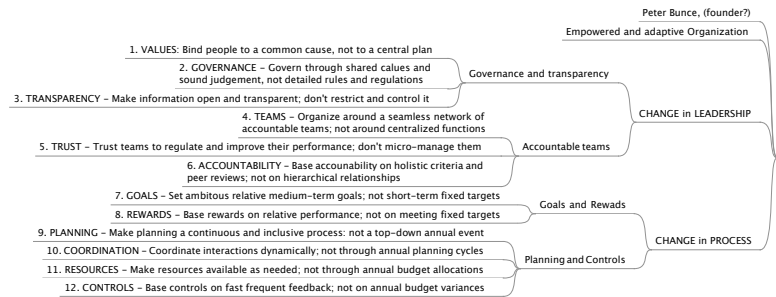 Peter Bunce, (founder?)
Empowered and adaptive Organization
1. VALUES: Bind people to a common cause, not to a central plan
2. GOVERNANCE – Govern through shared calues and
sound judgement, not detailed rules and regulations
3. TRANSPARENCY – Make information open and transparent; don't restrict and control it
Governance and transparency
4. TEAMS – Organize around a seamless network of
accountable teams; not around centralized functions
5. TRUST – Trust teams to regulate and improve their performance; don't micro-manage them
6. ACCOUNTABILITY – Base accounability on holistic criteria and
peer reviews; not on hierarchical relationships
Accountable teams
CHANGE in LEADERSHIP
7. GOALS – Set ambitous relative medium-term goals; not short-term fixed targets
8. REWARDS – Base rewards on relative performance; not on meeting fixed targets
Goals and Rewads
9. PLANNING – Make planning a continuous and inclusive process: not a top-down annual event
10. COORDINATION – Coordinate interactions dynamically; not through annual planning cycles
11. RESOURCES – Make resources available as needed; not through annual budget allocations
12. CONTROLS – Base controls on fast frequent feedback; not on annual budget variances
Planning and Controls
CHANGE in PROCESS